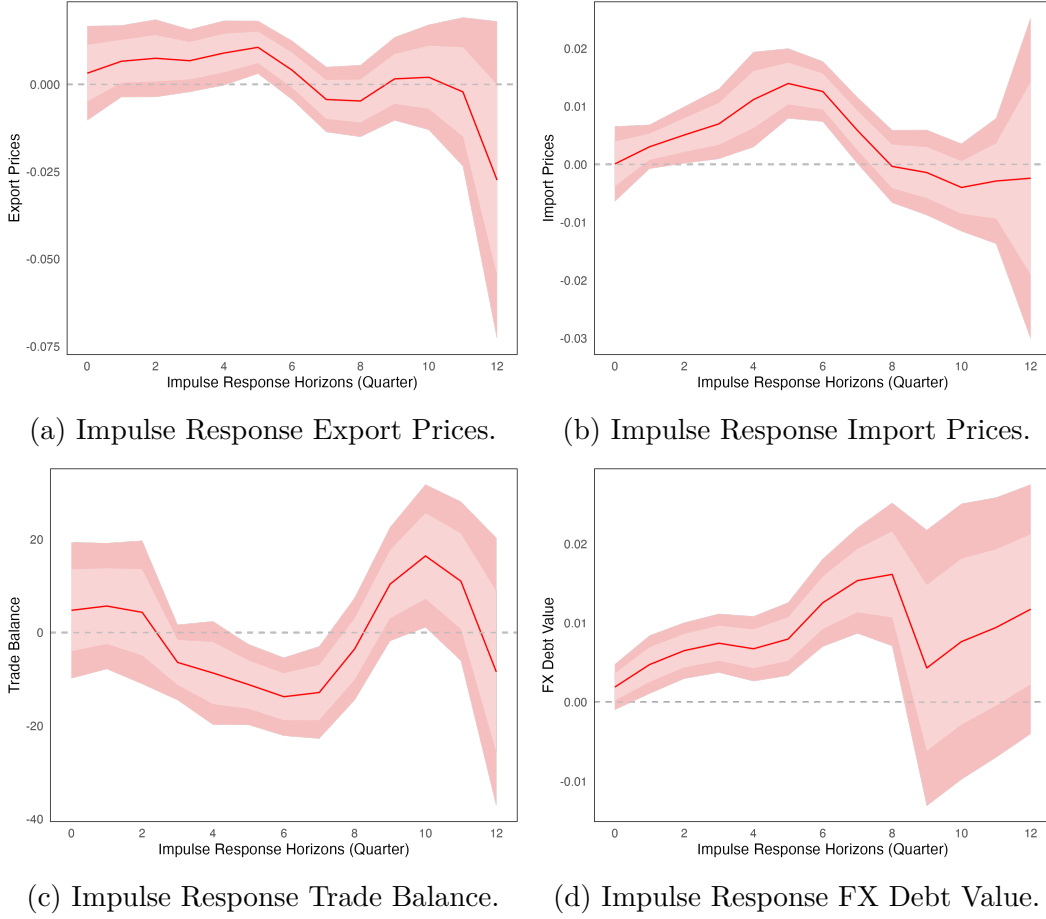 Export Prices
0.000
-0.025
-0.050
-0.075
0 2 4 6 8 10 12
Impulse Response Horizons (Quarter)
(a) Impulse Response Export Prices.
Import Prices
0.02
0.01
0.00
-0.01
-0.02
-0.03
0 2 4 6 8 10 12
Impulse Response Horizons (Quarter)
(b) Impulse Response Import Prices.
Trade Balance
20
0
-20
-40
0 2 4 6 8 10 12
Impulse Response Horizons (Quarter)
(c) Impulse Response Trade Balance.
FX Debt Value
0.02
0.01
0.00
-0.01
0 2 4 6 8 10 12
Impulse Response Horizons (Quarter)
(d) Impulse Response FX Debt Value.